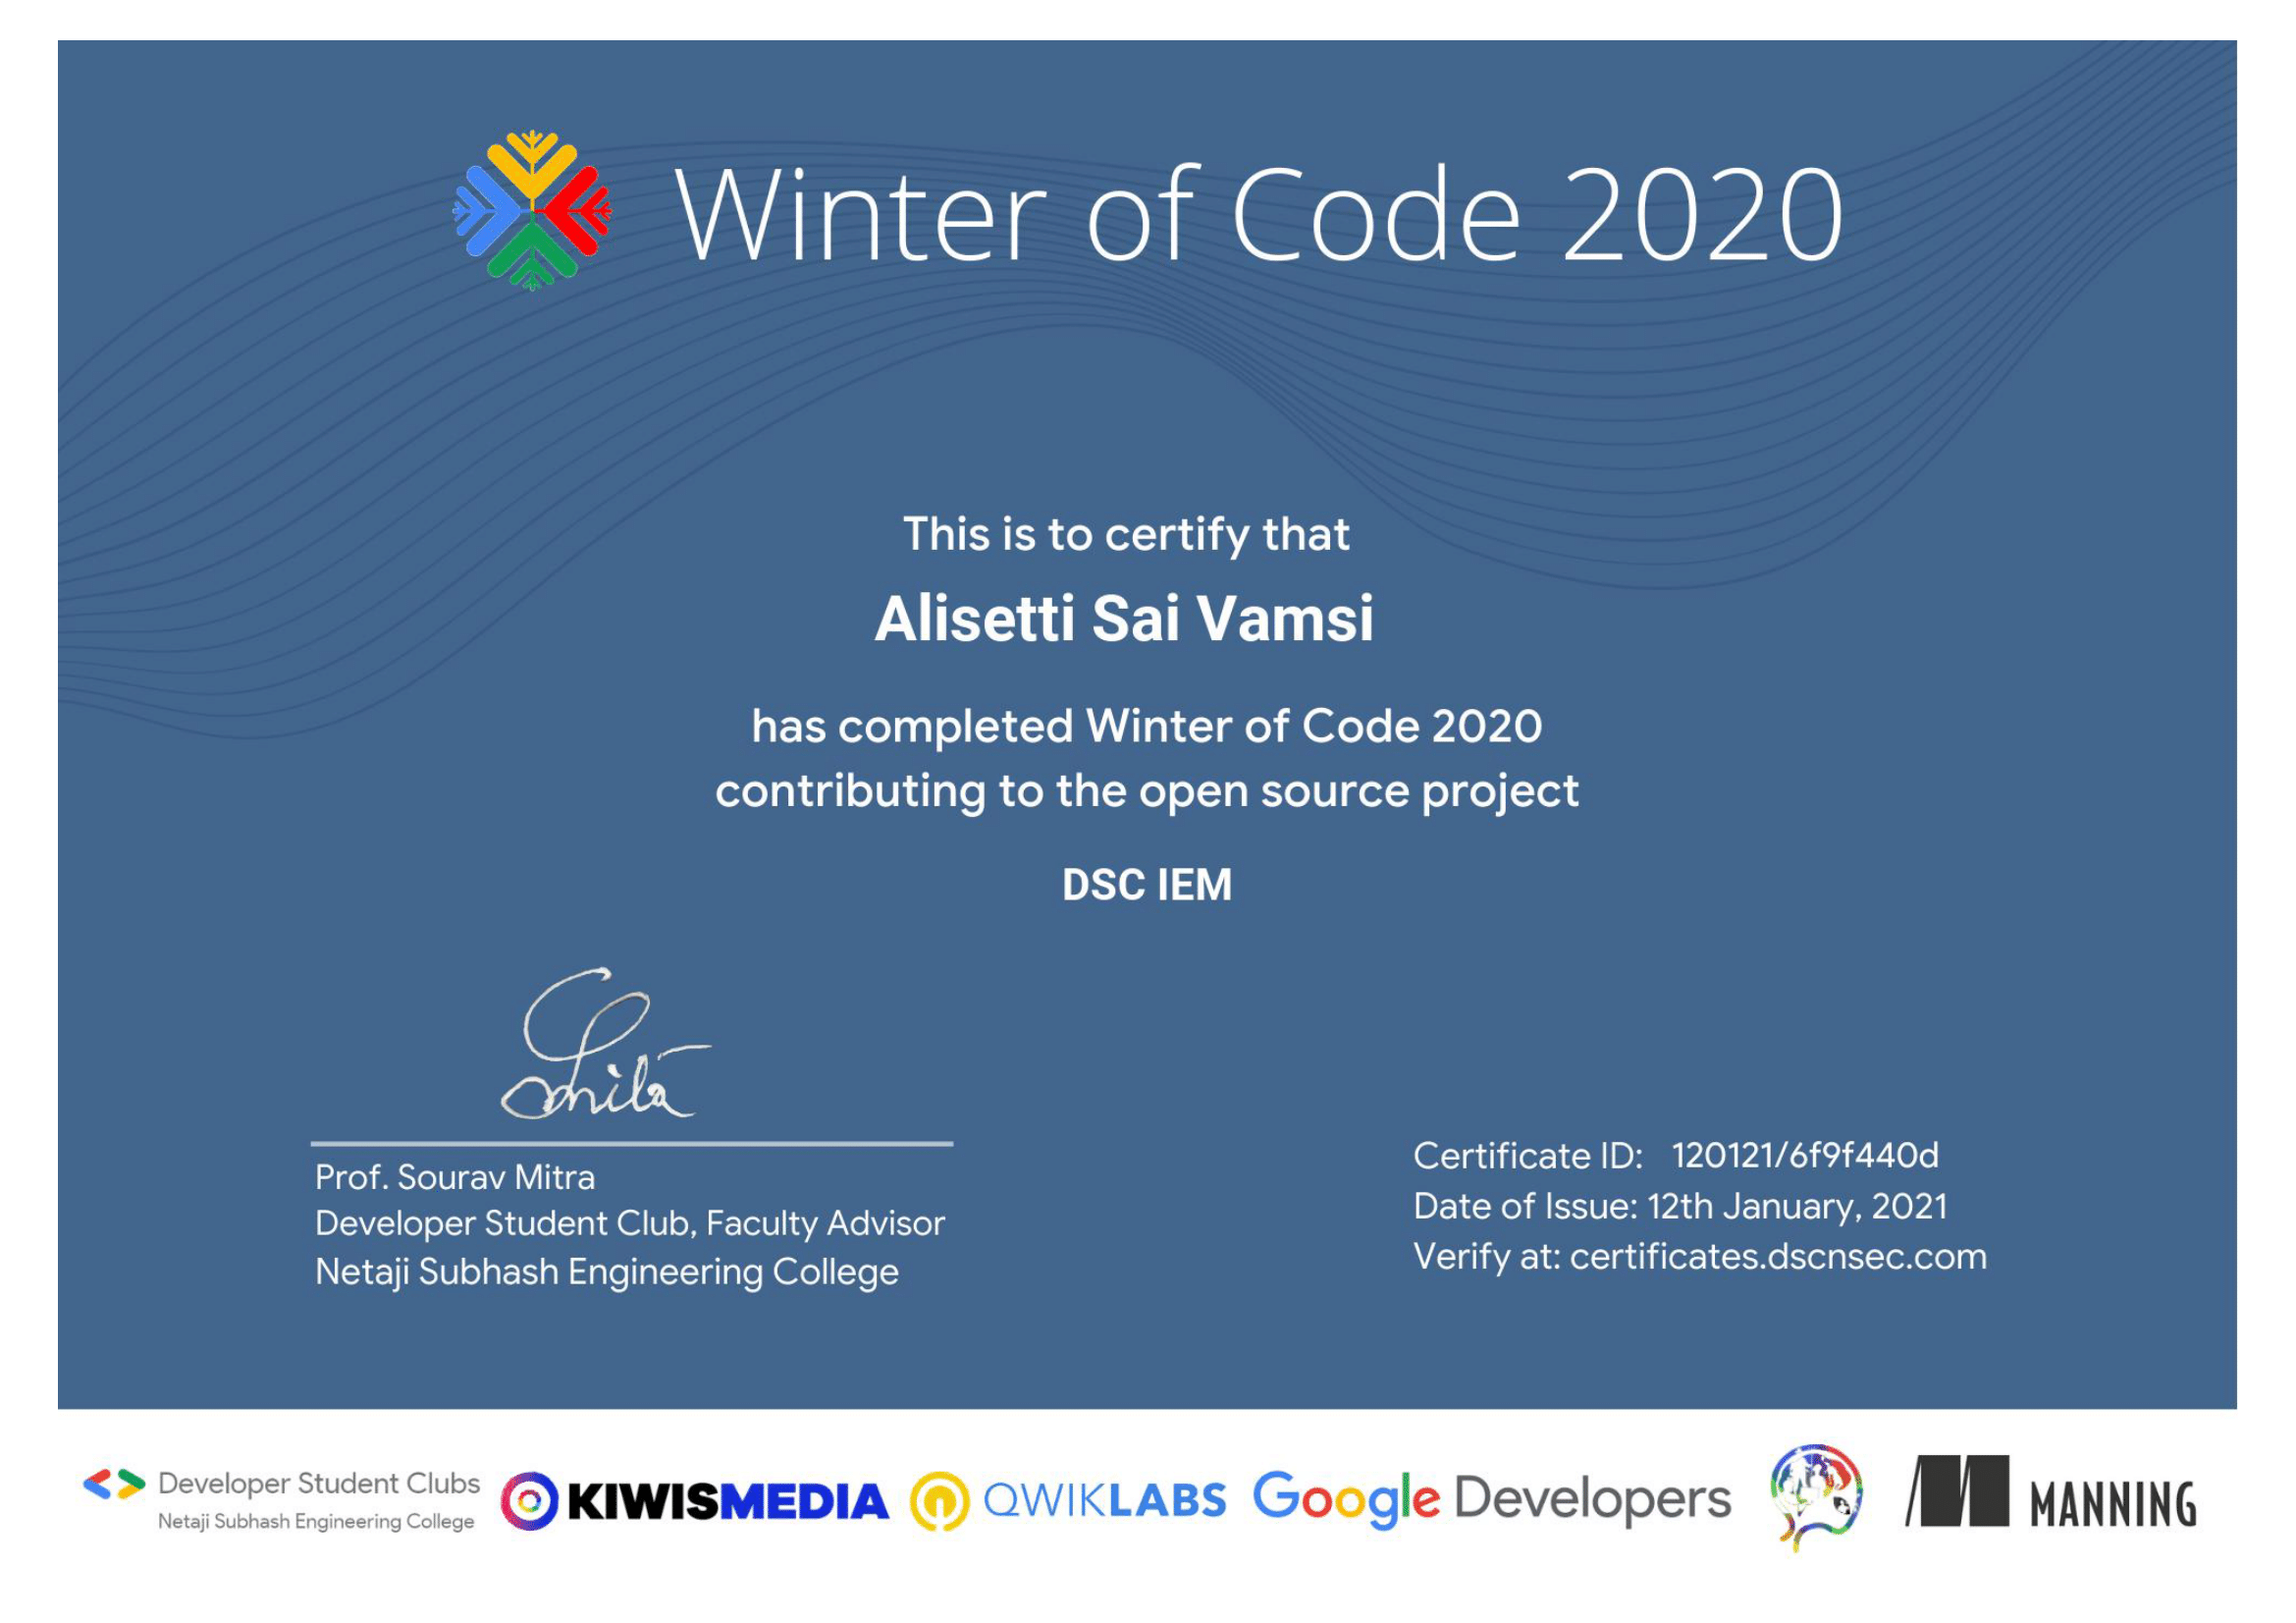 Winter of Code 2020
This is to certify that
Alisetti Sai Vamsi
has completed Winter of Code 2020
contributing to the open source project
DSC IEM
Prof. Sourav Mitra
Developer Student Club, Faculty Advisor
Netaji Subhash Engineering College
Certificate ID: 120121/6f9f440d
Date of Issue: 12th January, 2021
Verify at: certificates.dscnsec.com
Developer Student Clubs
Netaji Subhash Engineering College
KIWISMEDIA
QWIKLABS
Google Developers
MANNING